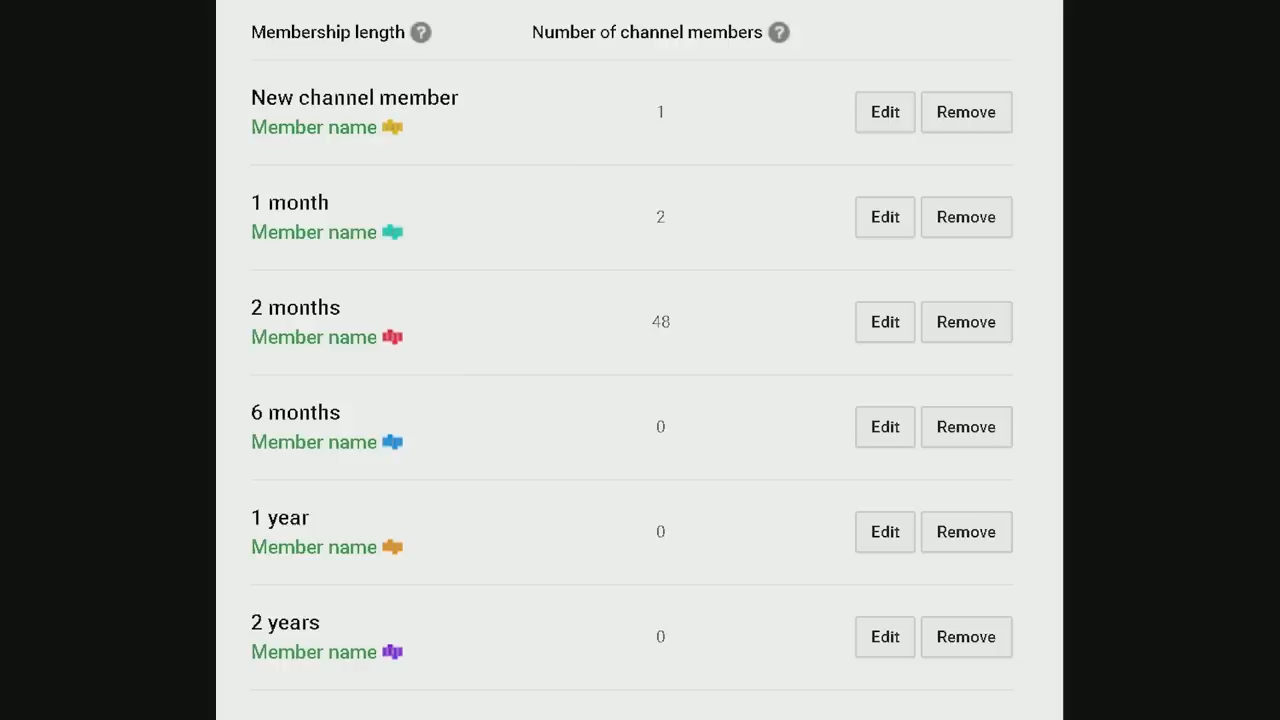 Membership length ? Number of channel members ?
New channel member
Member name
1 Edit Remove
1 month
Member name
2 Edit Remove
2 months
Member name
48 Edit Remove
6 months
Member name
0 Edit Remove
1 year
Member name
0 Edit Remove
2 years
Member name
0 Edit Remove